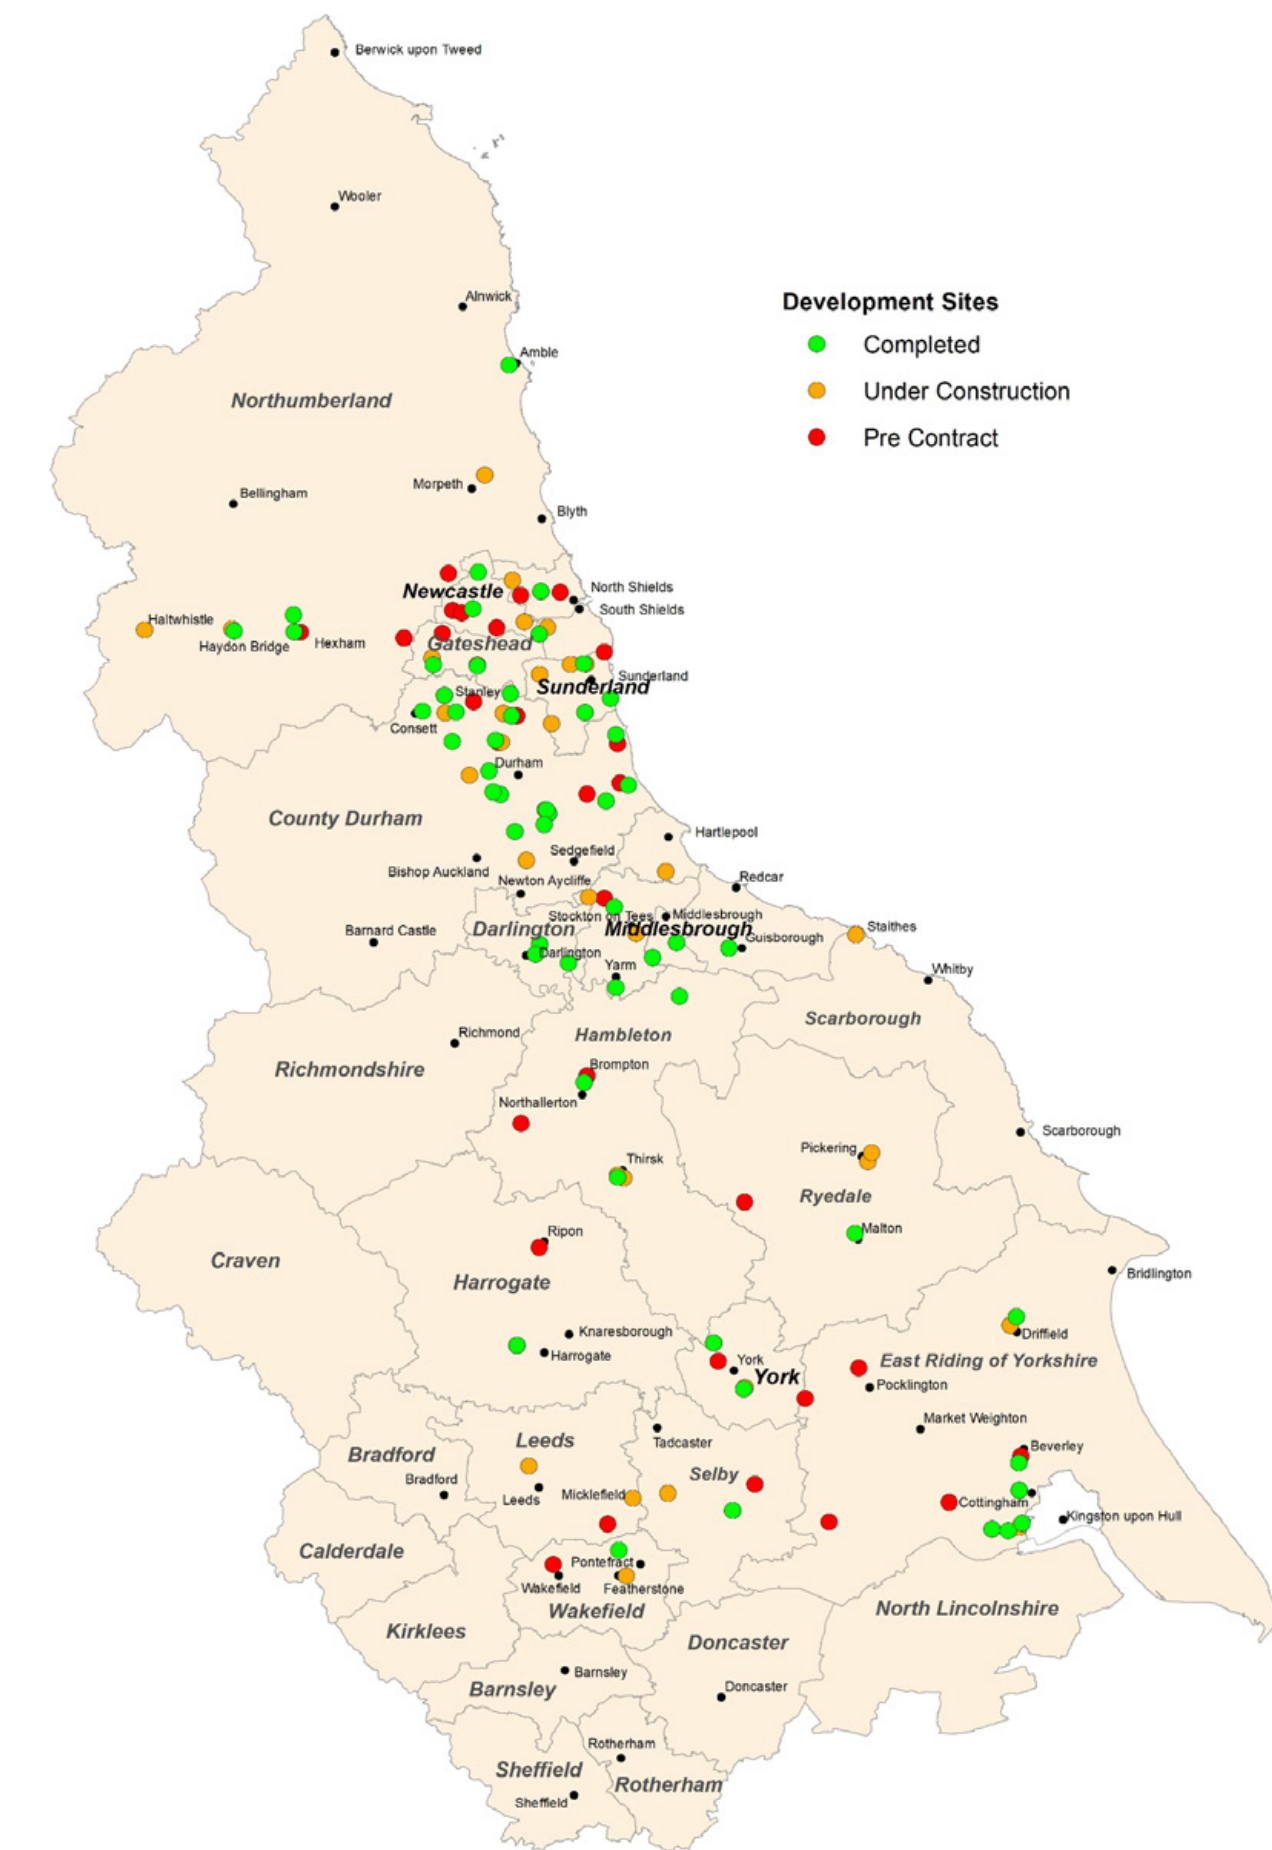 Berwick upon Tweed
Wooler
Alnwick
Development Sites
Completed
Amble
Under Construction
Northumberland
Pre Contract
Morpeth
Bellingham
Blyth
North Shields
Newcastle
South Shields
Haltwhistle
Haydon Bridge
Hexham
Gateshead
Sunderland
Sunderland
Stanley
Consett
Durham
County Durham
Hartlepool
Sedgefield
Bishop Auckland
Newton Aycliffe
Redcar
Stockton on Tees
Middlesbrough
Middlesbrough
Darlington
Barnard Castle
Guisborough
Staithes
Darlington
Yarm
Whitby
Scarborough
Richmond
Hambleton
Richmondshire
Brompton
Northallerton
Scarborough
Pickering
Thirsk
Ryedale
Malton
Ripon
Craven
Harrogate
Bridlington
Knaresborough
Driffield
Harrogate
York
York
East Riding of Yorkshire
Pocklington
Market Weighton
Tadcaster
Leeds
Bradford
Beverley
Bradford
Selby
Leeds
Micklefield
Cottingham
Kingston upon Hull
Calderdale
Pontefract
Wakefield
Featherstone
Wakefield
North Lincolnshire
Kirklees
Doncaster
Barnsley
Barnsley
Doncaster
Rotherham
Sheffield
Rotherham
Sheffield